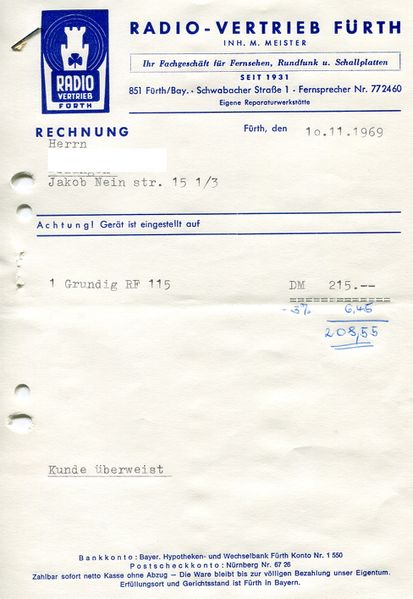 RADIO
VERTRIEB
FÜRTH
RADIO-VERTRIEB FÜRTH
INH. M. MEISTER
Ihr Fachgeschäft für Fernsehen, Rundfunk u. Schallplatten
SEIT 1931
851 Fürth/Bay. · Schwabacher Straße 1 · Fernsprecher Nr. 772460
Eigene Reparaturwerkstätte
RECHNUNG
Fürth, den 1o.11.1969
Herrn
Jakob Nein str. 15 1/3
Achtung! Gerät ist eingestellt auf
1 Grundig RF 115 DM 215.--
- 3% 6,45
208,55
Kunde überweist
Bankkonto: Bayer. Hypotheken- und Wechselbank Fürth Konto Nr. 1 550
Postscheckkonto: Nürnberg Nr. 67 26
Zahlbar sofort netto Kasse ohne Abzug — Die Ware bleibt bis zur völligen Bezahlung unser Eigentum.
Erfüllungsort und Gerichtsstand ist Fürth in Bayern.